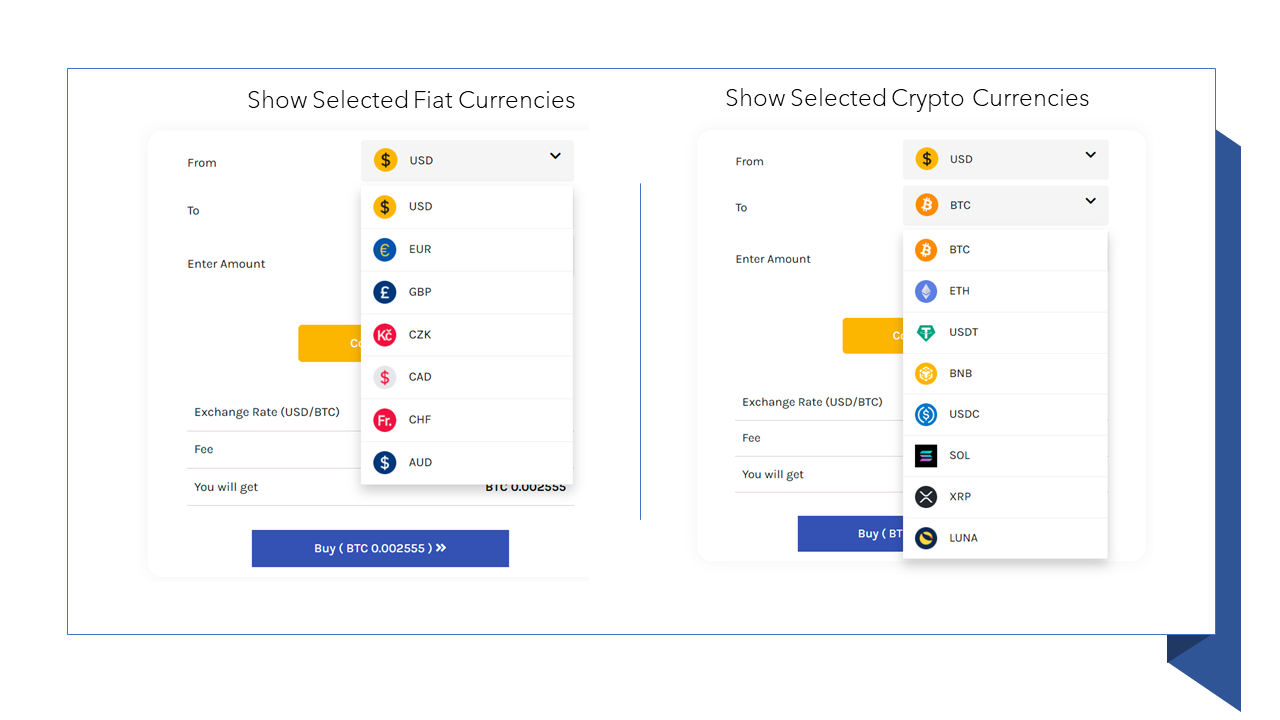 Show Selected Fiat Currencies
From
USD
To
USD
EUR
Enter Amount
GBP
CZK
CAD
Exchange Rate (USD/BTC)
CHF
Fee
AUD
You will get
BTC 0.002555
Buy ( BTC 0.002555 )
Show Selected Crypto Currencies
From
USD
To
BTC
BTC
Enter Amount
ETH
USDT
BNB
Exchange Rate (USD/BTC)
USDC
Fee
SOL
You will get
XRP
Buy ( BT
LUNA